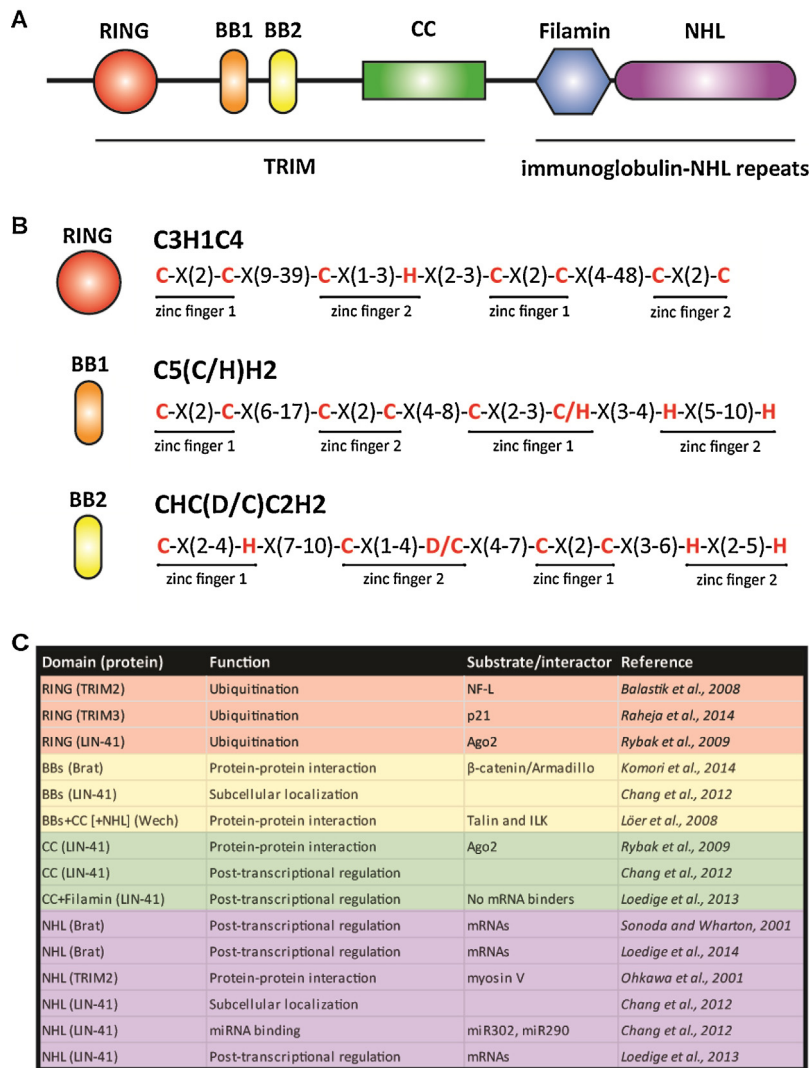 A
RING BB1 BB2 CC Filamin NHL
TRIM immunoglobulin-NHL repeats
B
RING
C3H1C4
C-X(2)-C-X(9-39)-C-X(1-3)-H-X(2-3)-C-X(2)-C-X(4-48)-C-X(2)-C
zinc finger 1 zinc finger 2 zinc finger 1 zinc finger 2
BB1
C5(C/H)H2
C-X(2)-C-X(6-17)-C-X(2)-C-X(4-8)-C-X(2-3)-C/H-X(3-4)-H-X(5-10)-H
zinc finger 1 zinc finger 2 zinc finger 1 zinc finger 2
BB2
CHC(D/C)C2H2
C-X(2-4)-H-X(7-10)-C-X(1-4)-D/C-X(4-7)-C-X(2)-C-X(3-6)-H-X(2-5)-H
zinc finger 1 zinc finger 2 zinc finger 1 zinc finger 2
C
Domain (protein) Function Substrate/interactor Reference
RING (TRIM2) Ubiquitination NF-L Balastik et al., 2008
RING (TRIM3) Ubiquitination p21 Raheja et al., 2014
RING (LIN-41) Ubiquitination Ago2 Rybak et al., 2009
BBs (Brat) Protein-protein interaction β-catenin/Armadillo Komori et al., 2014
BBs (LIN-41) Subcellular localization Chang et al., 2012
BBs+CC [+NHL] (Wech) Protein-protein interaction Talin and ILK Löer et al., 2008
CC (LIN-41) Protein-protein interaction Ago2 Rybak et al., 2009
CC (LIN-41) Post-transcriptional regulation Chang et al., 2012
CC+Filamin (LIN-41) Post-transcriptional regulation No mRNA binders Loedige et al., 2013
NHL (Brat) Post-transcriptional regulation mRNAs Sonoda and Wharton, 2001
NHL (Brat) Post-transcriptional regulation mRNAs Loedige et al., 2014
NHL (TRIM2) Protein-protein interaction myosin V Ohkawa et al., 2001
NHL (LIN-41) Subcellular localization Chang et al., 2012
NHL (LIN-41) miRNA binding miR302, miR290 Chang et al., 2012
NHL (LIN-41) Post-transcriptional regulation mRNAs Loedige et al., 2013